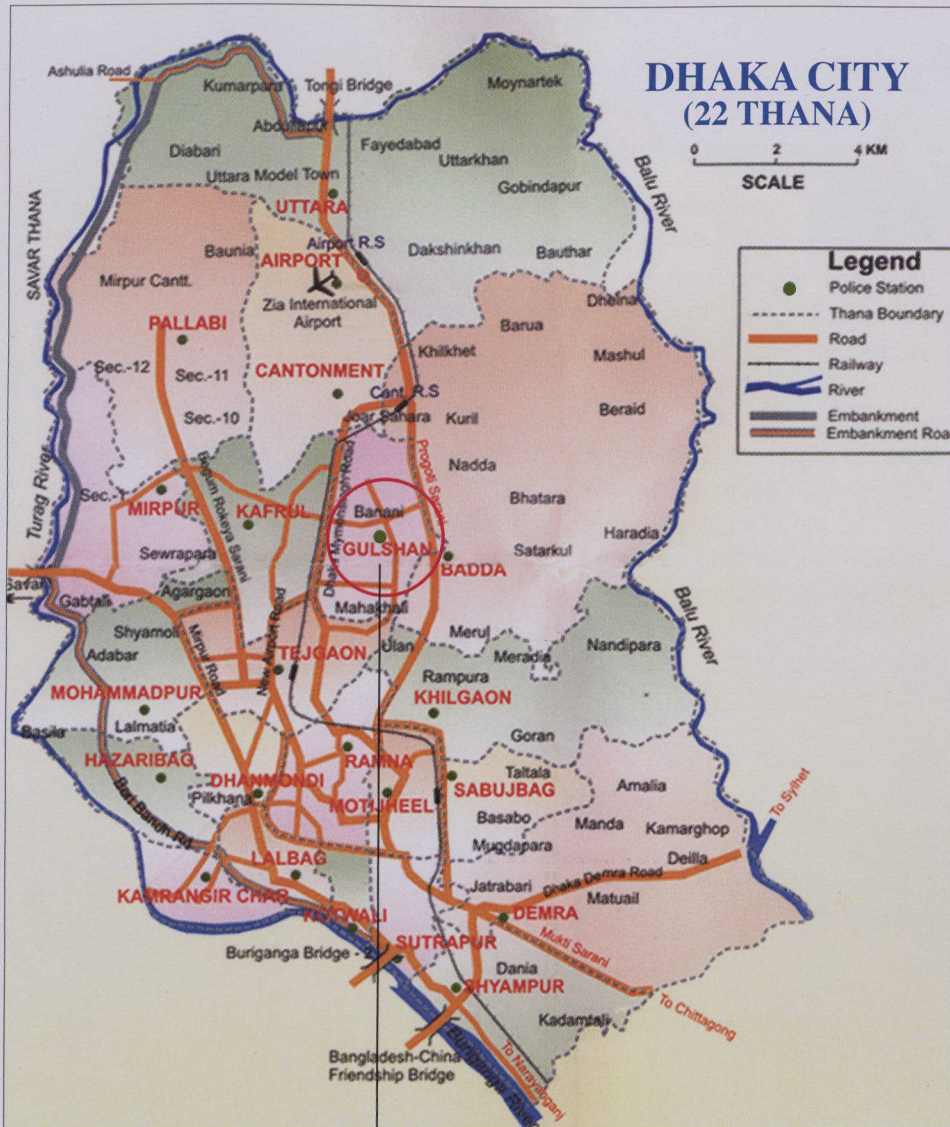 DHAKA CITY
(22 THANA)
0 2 4 KM
SCALE
Legend
Police Station
Thana Boundary
Road
Railway
River
Embankment
Embankment Roa
Ashulia Road
Kumarpara
Tongi Bridge
Moynartek
Fayedabad
Diabari
Uttarkhan
Uttara Model Town
Gobindapur
Balu River
UTTARA
SAVAR THANA
Baunia
Airport R.S
Dakshinkhan
Bauthar
AIRPORT
Mirpur Cantt.
Zia International
Airport
Barua
PALLABI
Khilkhet
Mashul
Sec.-12
Sec.-11
CANTONMENT
Cant. R.S
Beraid
Sec.-10
Joar Sahara
Kuril
Turag River
Begum Rokeya Sarani
Nadda
Sec.-1
MIRPUR
KAFRUL
Banani
Bhatara
Haradia
Sewrapara
GULSHAN
Satarkul
BADDA
Savar
Gabtali
Agargaon
New Airport Road
Mahakhali
Shyamoli
Mirpur Road
Ulan
Merul
Meradia
Nandipara
Balu River
Adabar
TEJGAON
Rampura
MOHAMMADPUR
KHILGAON
Lalmatia
Basila
Goran
HAZARIBAG
RAMNA
Taltala
DHANMONDI
SABUJBAG
Amalia
Pilkhana
MOTIJHEEL
To Sylhet
Basabo
Manda
Kamarghop
Mugdapara
LALBAG
Deilla
Jatrabari
Dhaka Demra Road
KAMRANGIR CHAR
Matuail
DEMRA
KOTWALI
Mukti Sarani
SUTRAPUR
Buriganga Bridge - 2
Dania
SHYAMPUR
To Chittagong
Kadamtali
Bangladesh-China
Friendship Bridge
Buriganga River
To Narayanganj